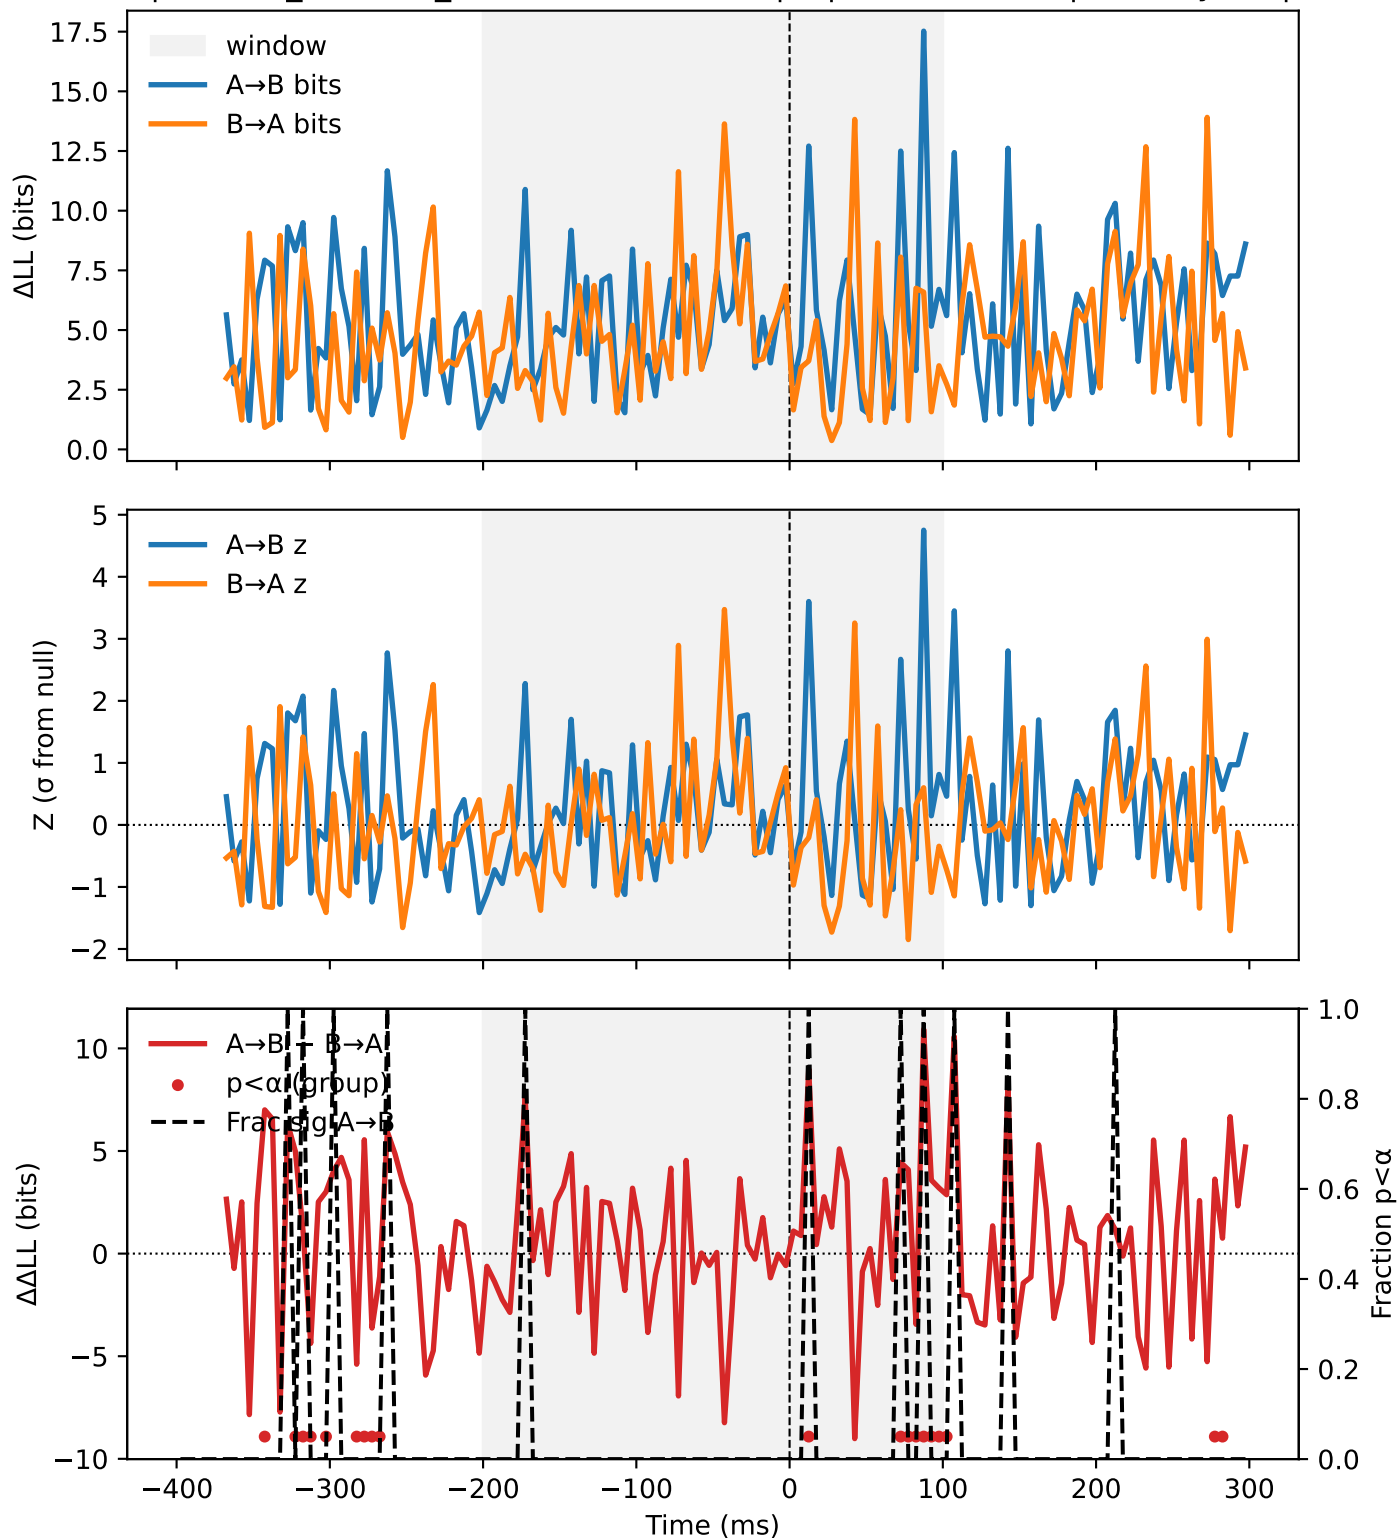 17.5
15.0
12.5
10.0
7.5
5.0
2.5
0.0
ΔLL (bits)
window
A→B bits
B→A bits
5
4
3
2
1
0
−1
−2
Z (σ from null)
A→B z
B→A z
10
5
0
−5
−10
ΔΔLL (bits)
A→B − B→A
p<α (group)
Frac sig A→B
1.0
0.8
0.6
0.4
0.2
0.0
Fraction p<α
−400
−300
−200
−100
0
100
200
300
Time (ms)